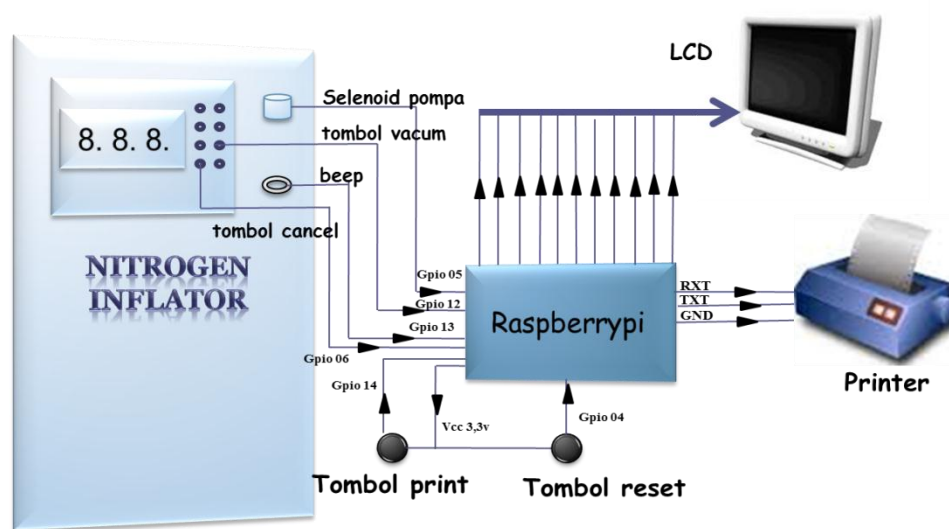 LCD
Selenoid pompa
8. 8. 8.
tombol vacum
beep
tombol cancel
NITROGEN
INFLATOR
Gpio 05
Gpio 12
Gpio 13
Gpio 06
Gpio 14
Raspberrypi
RXT
TXT
GND
Printer
Vcc 3,3v
Gpio 04
Tombol print
Tombol reset